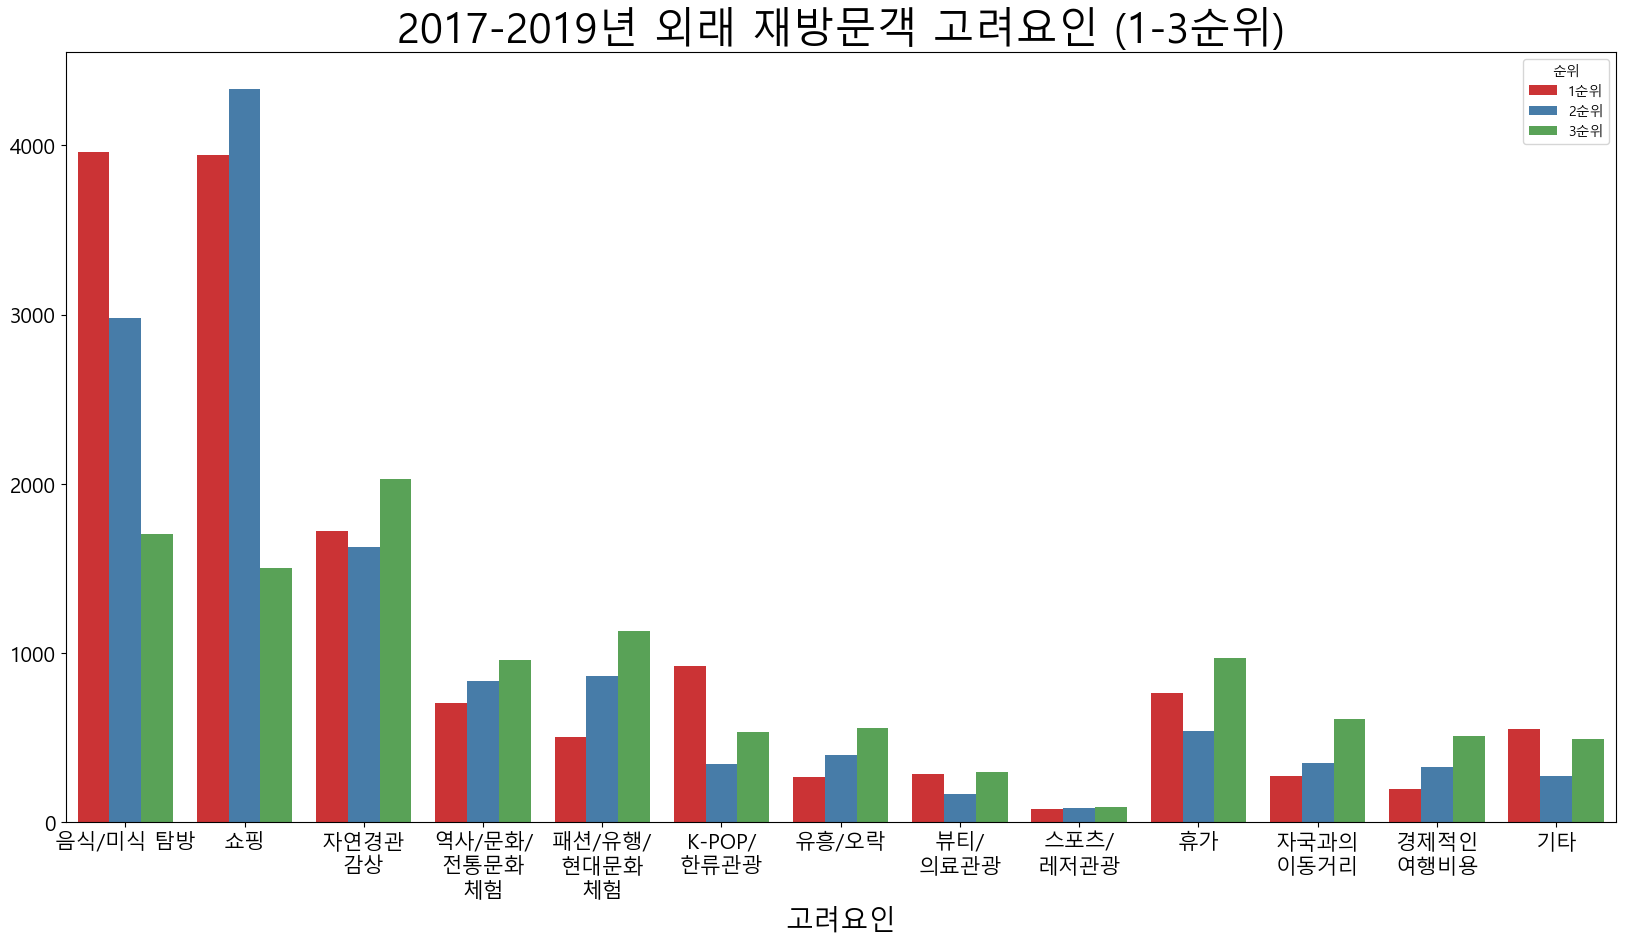 2017-2019년 외래 재방문객 고려요인 (1-3순위)
순위
1순위
2순위
3순위
4000
3000
2000
1000
0
음식/미식 탐방
쇼핑
자연경관
감상
역사/문화/
전통문화
체험
패션/유행/
현대문화
체험
K-POP/
한류관광
유흥/오락
뷰티/
의료관광
스포츠/
레저관광
휴가
자국과의
이동거리
경제적인
여행비용
기타
고려요인